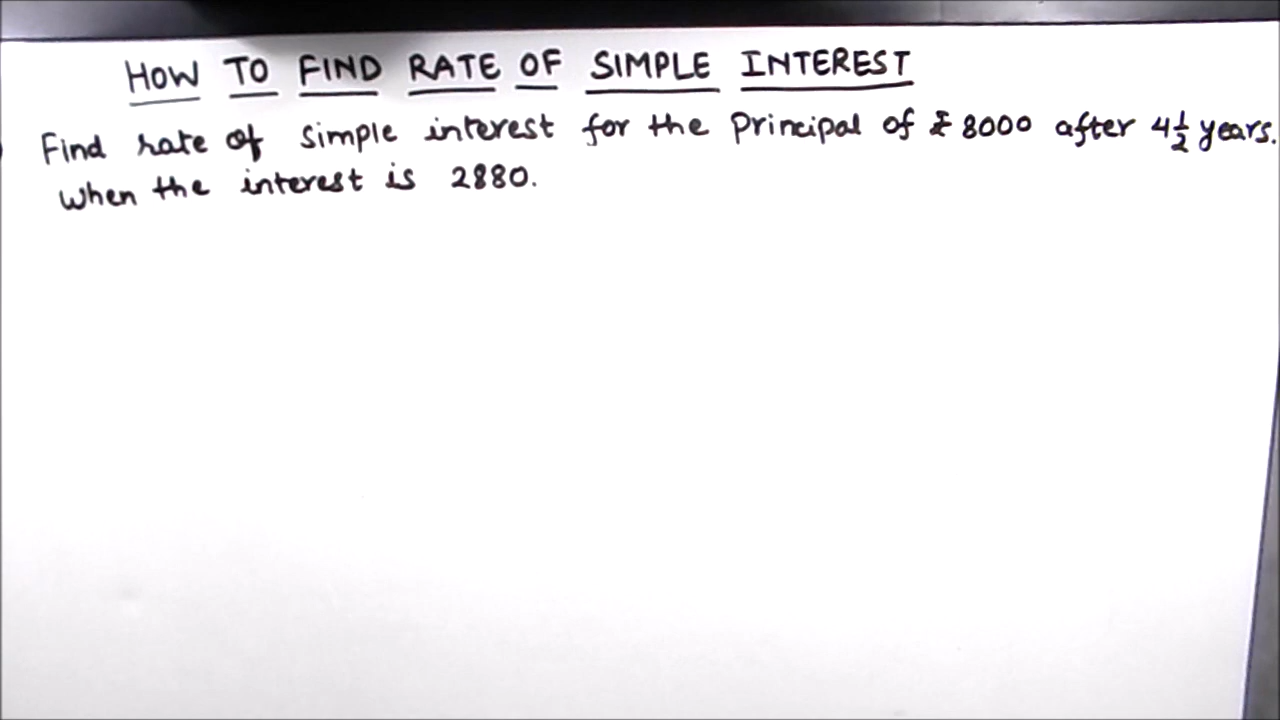 HOW TO FIND RATE OF SIMPLE INTEREST
Find rate of simple interest for the principal of ₹ 8000 after 4½ years.
When the interest is 2880.